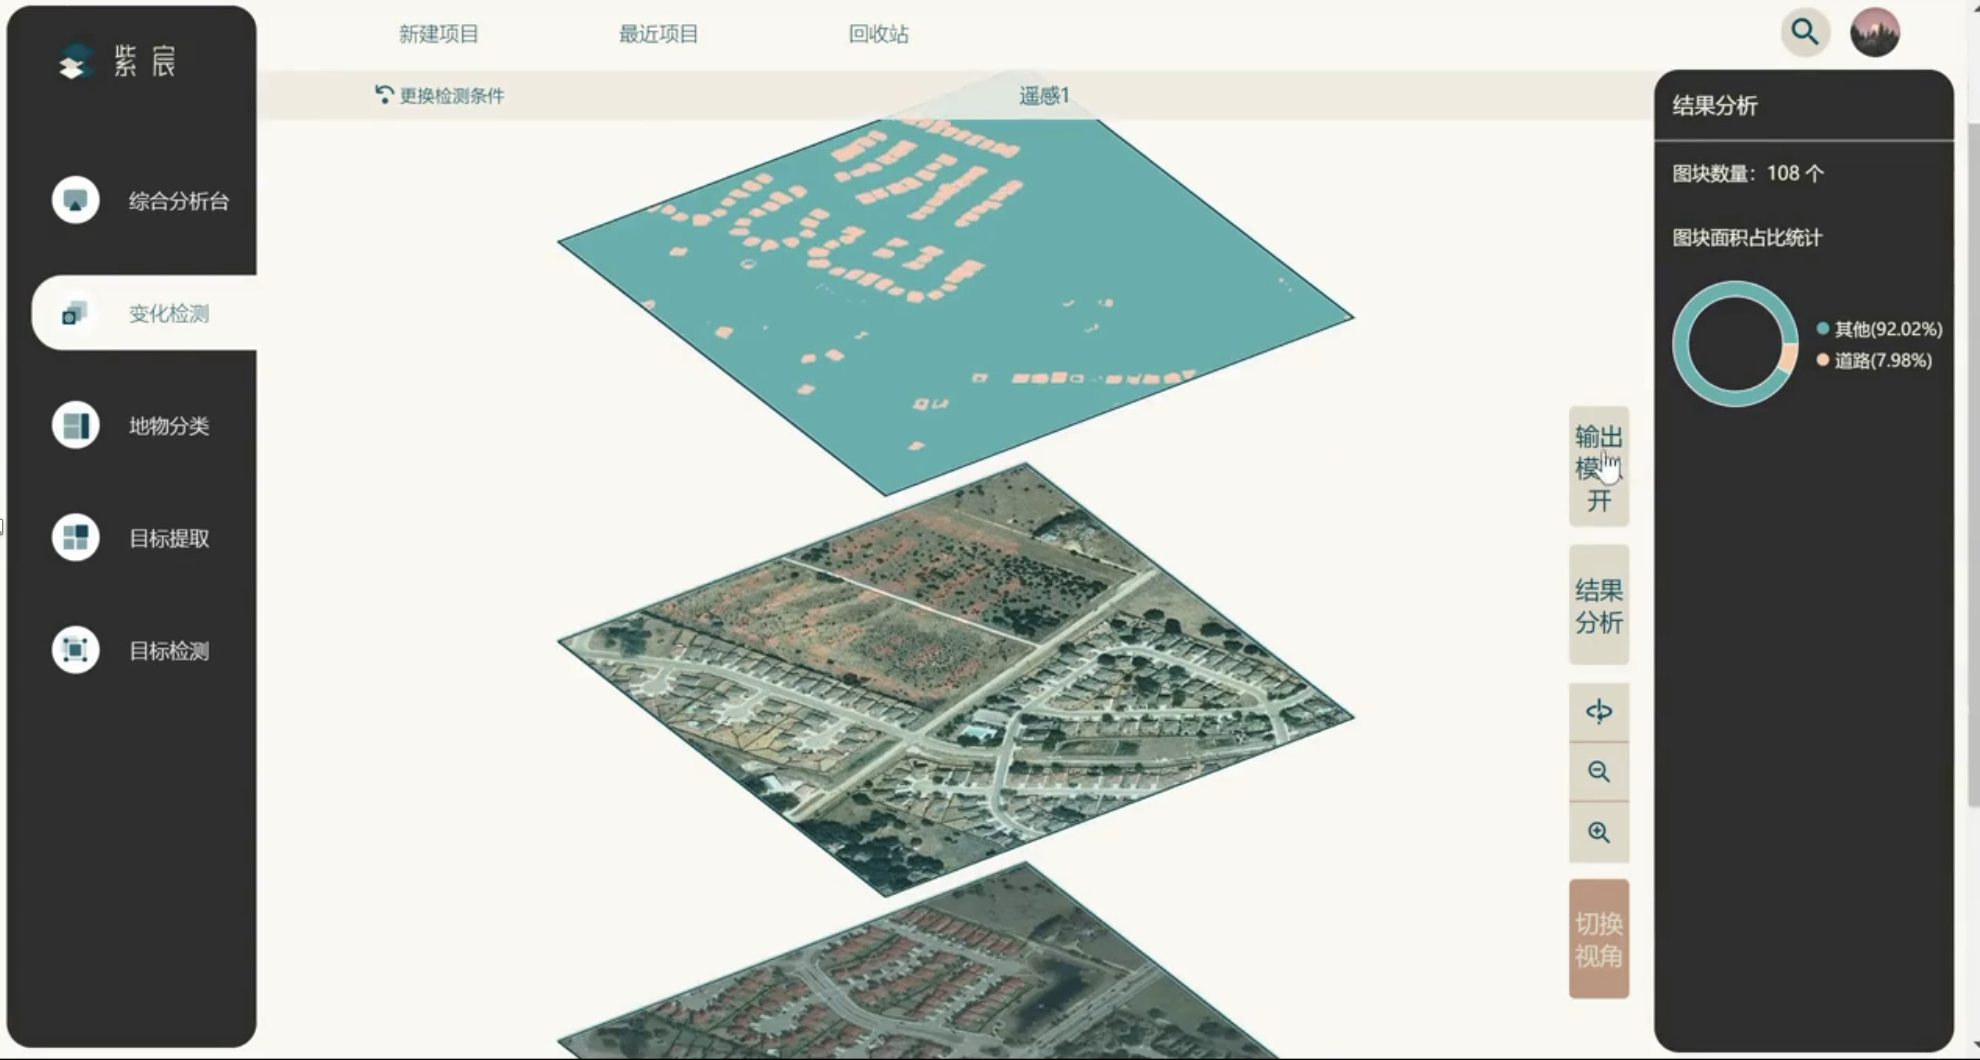 紫宸
新建项目
最近项目
回收站
更换检测条件
遥感1
综合分析台
变化检测
地物分类
目标提取
目标检测
输出
模
开
结果
分析
切换
视角
结果分析
图块数量：108 个
图块面积占比统计
其他(92.02%)
道路(7.98%)